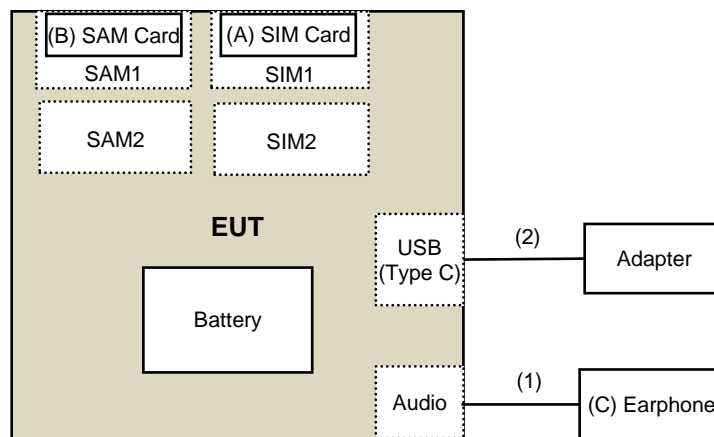 (B) SAM Card
(A) SIM Card
SAM1
SIM1
SAM2
SIM2
EUT
USB
(Type C)
(2)
Adapter
Battery
Audio
(1)
(C) Earphone